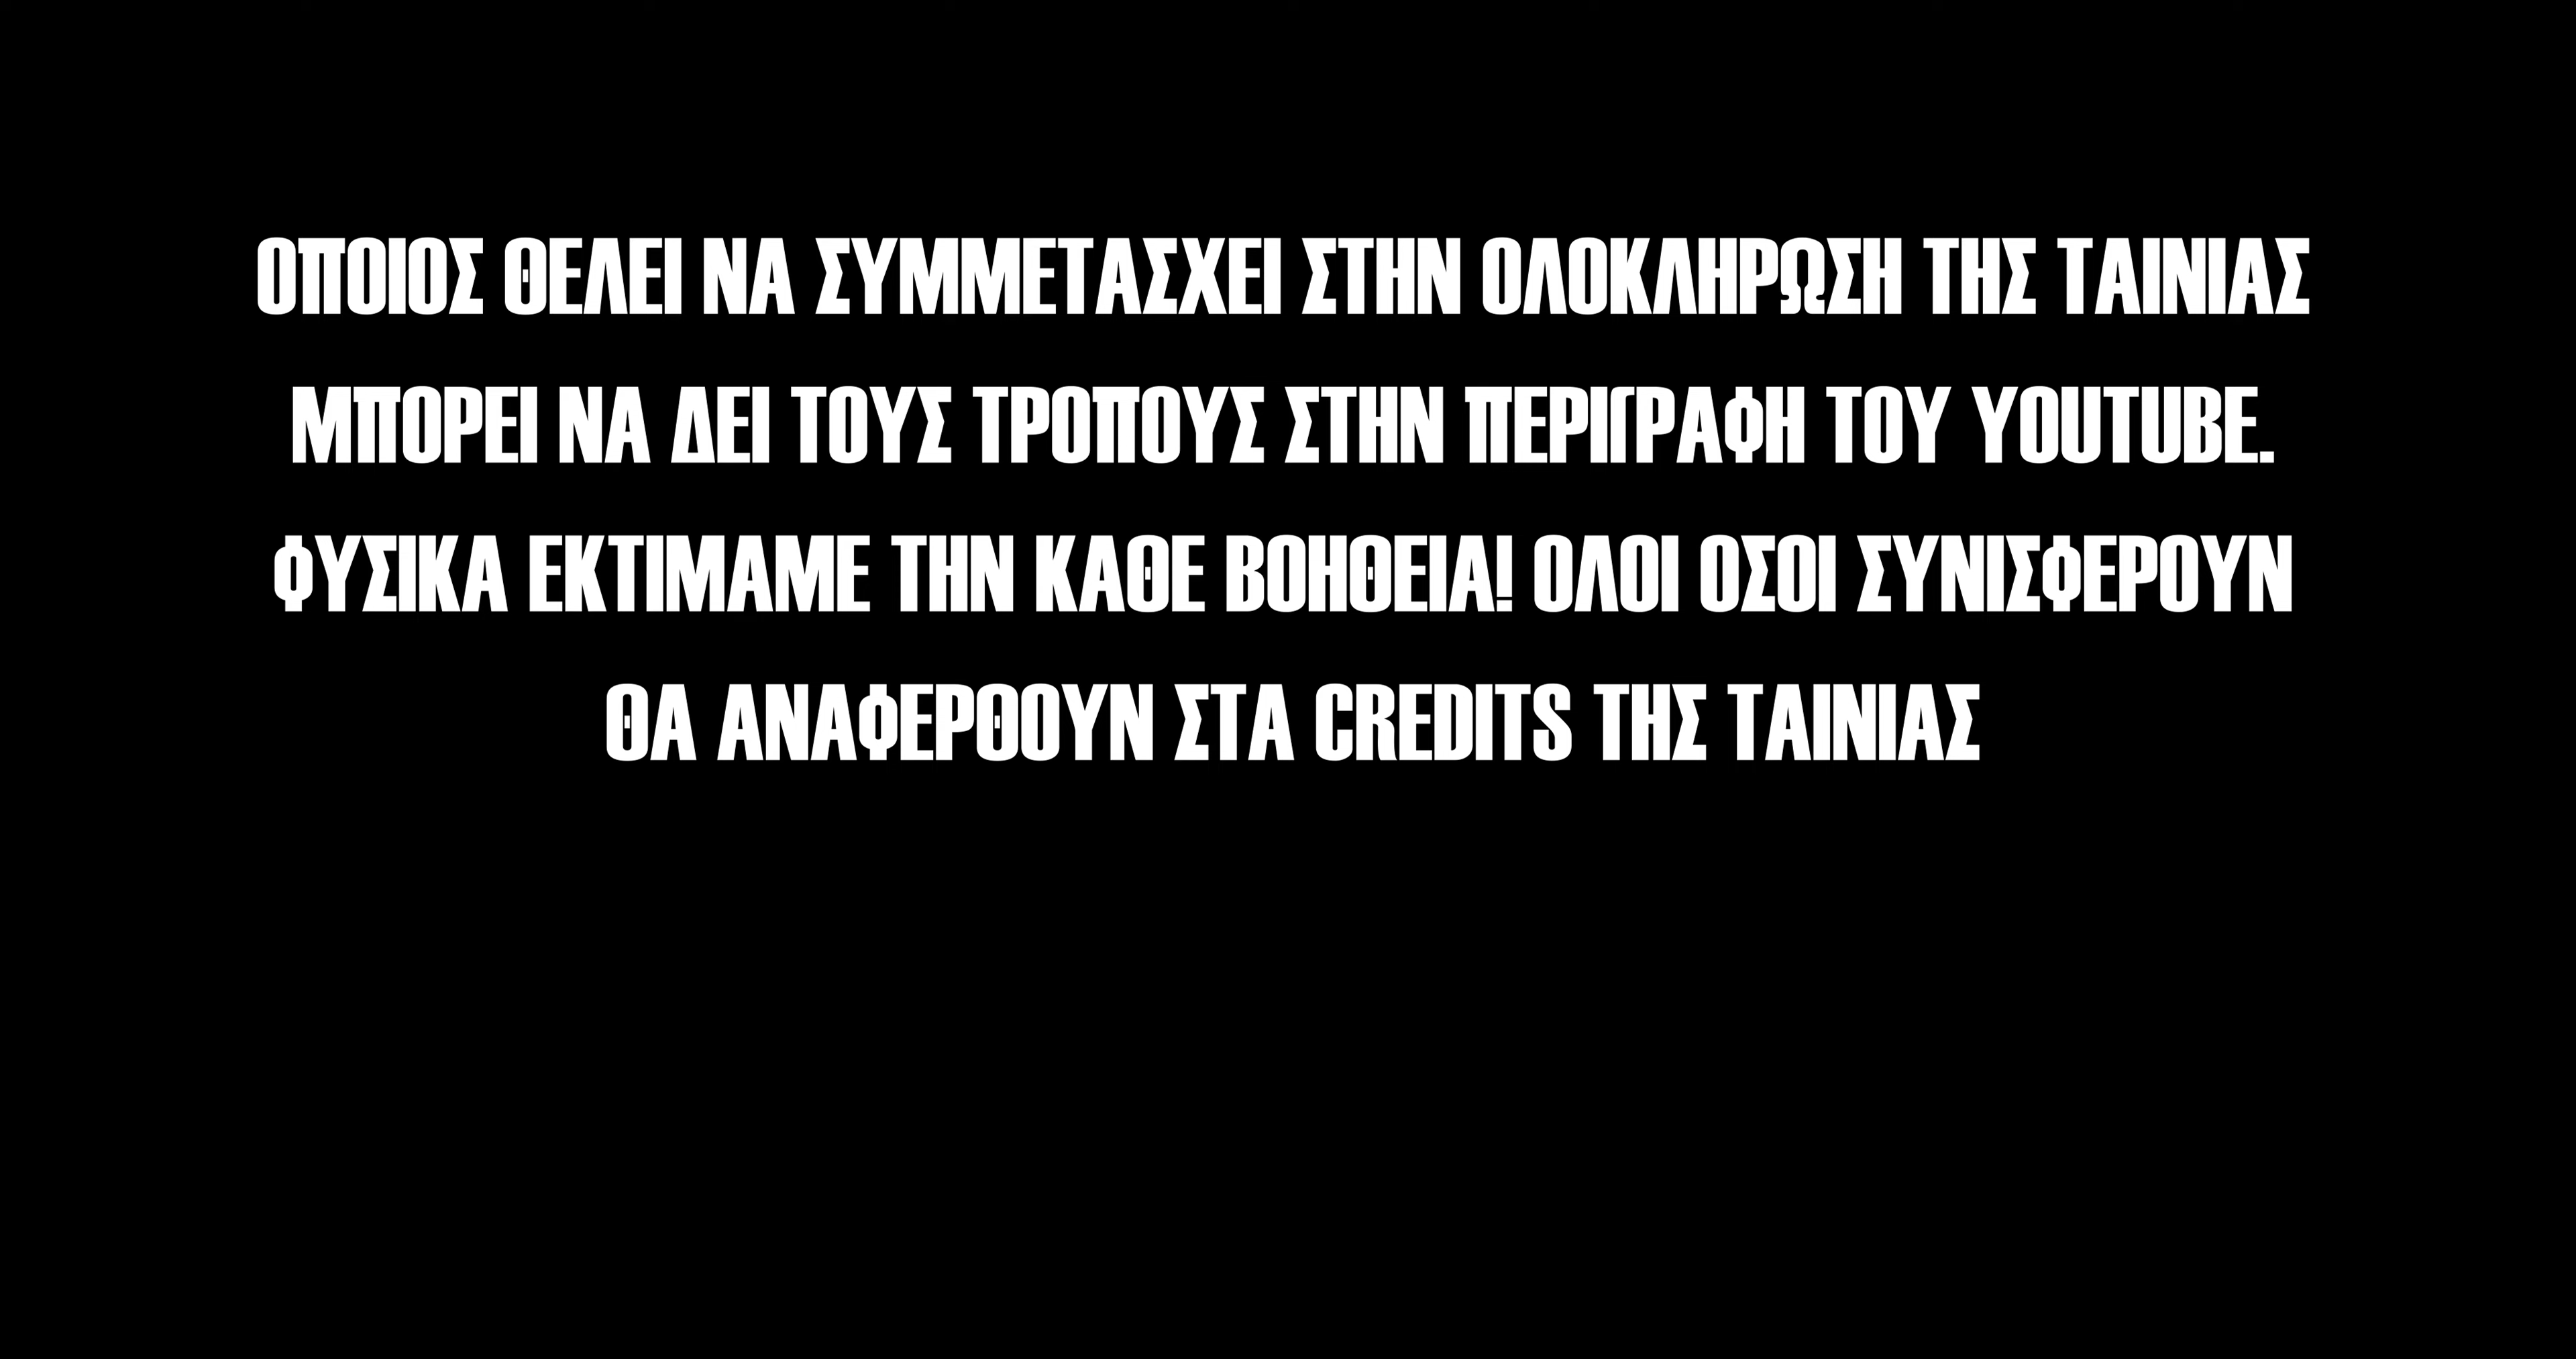 ΟΠΟΙΟΣ ΘΕΛΕΙ ΝΑ ΣΥΜΜΕΤΑΣΧΕΙ ΣΤΗΝ ΟΛΟΚΛΗΡΩΣΗ ΤΗΣ ΤΑΙΝΙΑΣ
ΜΠΟΡΕΙ ΝΑ ΔΕΙ ΤΟΥΣ ΤΡΟΠΟΥΣ ΣΤΗΝ ΠΕΡΙΓΡΑΦΗ ΤΟΥ YOUTUBE.
ΦΥΣΙΚΑ ΕΚΤΙΜΑΜΕ ΤΗΝ ΚΑΘΕ ΒΟΗΘΕΙΑ! ΟΛΟΙ ΟΣΟΙ ΣΥΝΙΣΦΕΡΟΥΝ
ΘΑ ΑΝΑΦΕΡΘΟΥΝ ΣΤΑ CREDITS ΤΗΣ ΤΑΙΝΙΑΣ